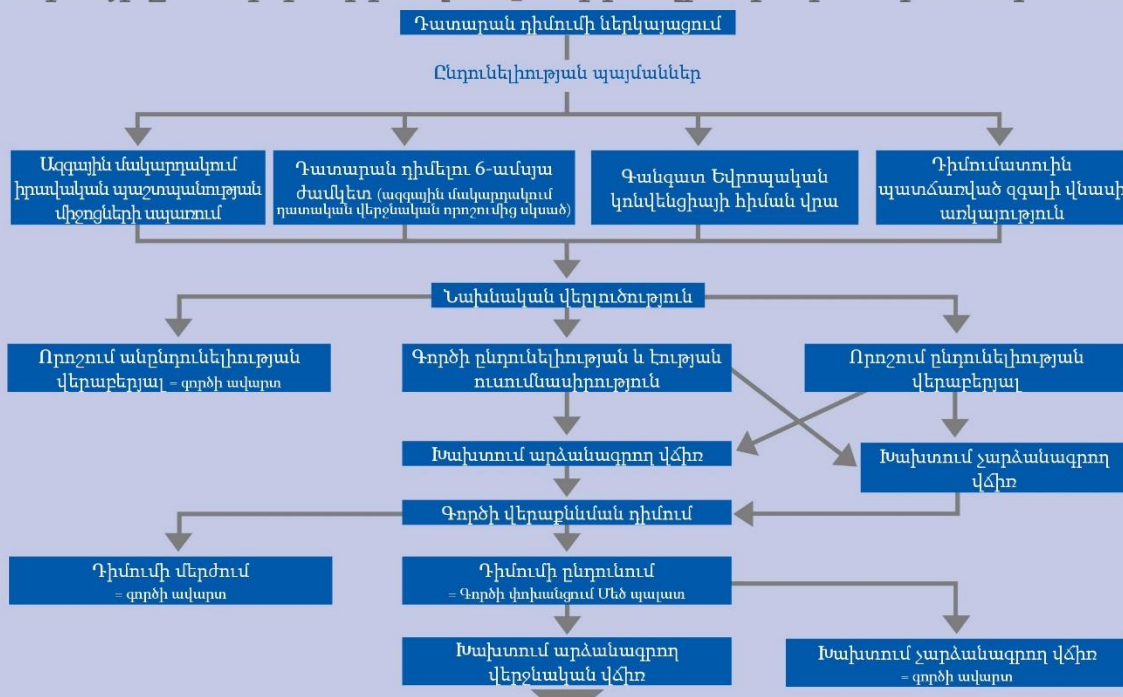 Դատարան դիմումի ներկայացում
Ընդունելիության պայմաններ
Ազգային մակարդակում
իրավական պաշտպանության
միջոցների սպառում
Դատարան դիմելու 6-ամսյա
ժամկետ (ազգային մակարդակում
դատական վերջնական որոշումից սկսած)
Գանգատ Եվրոպական
կոնվենցիայի հիման վրա
Դիմումատուին
պատճառված զգալի վնասի
առկայություն
Նախնական վերլուծություն
Որոշում անընդունելիության
վերաբերյալ = գործի ավարտ
Գործի ընդունելիության և էության
ուսումնասիրություն
Որոշում ընդունելիության
վերաբերյալ
Խախտում արձանագրող վճիռ
Խախտում չարձանագրող
վճիռ
Գործի վերաքննման դիմում
Դիմումի մերժում
= գործի ավարտ
Դիմումի ընդունում
= Գործի փոխանցում Մեծ պալատ
Խախտում արձանագրող
վերջնական վճիռ
Խախտում չարձանագրող վճիռ
= գործի ավարտ